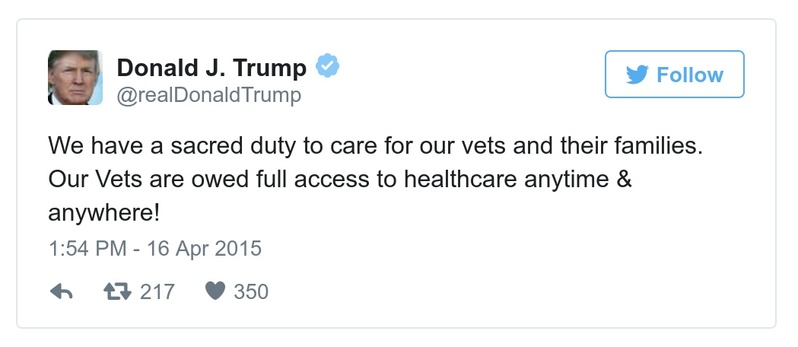 Donald J. Trump
@realDonaldTrump
Follow
We have a sacred duty to care for our vets and their families.
Our Vets are owed full access to healthcare anytime &
anywhere!
1:54 PM - 16 Apr 2015
217 350